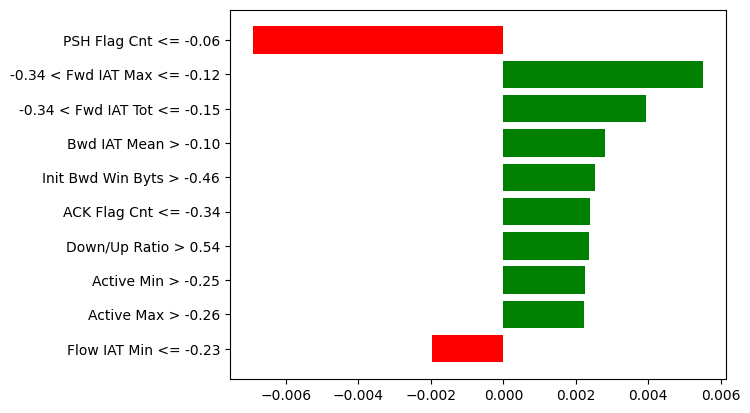 PSH Flag Cnt <= -0.06
-0.34 < Fwd IAT Max <= -0.12
-0.34 < Fwd IAT Tot <= -0.15
Bwd IAT Mean > -0.10
Init Bwd Win Byts > -0.46
ACK Flag Cnt <= -0.34
Down/Up Ratio > 0.54
Active Min > -0.25
Active Max > -0.26
Flow IAT Min <= -0.23
−0.006 −0.004 −0.002 0.000 0.002 0.004 0.006